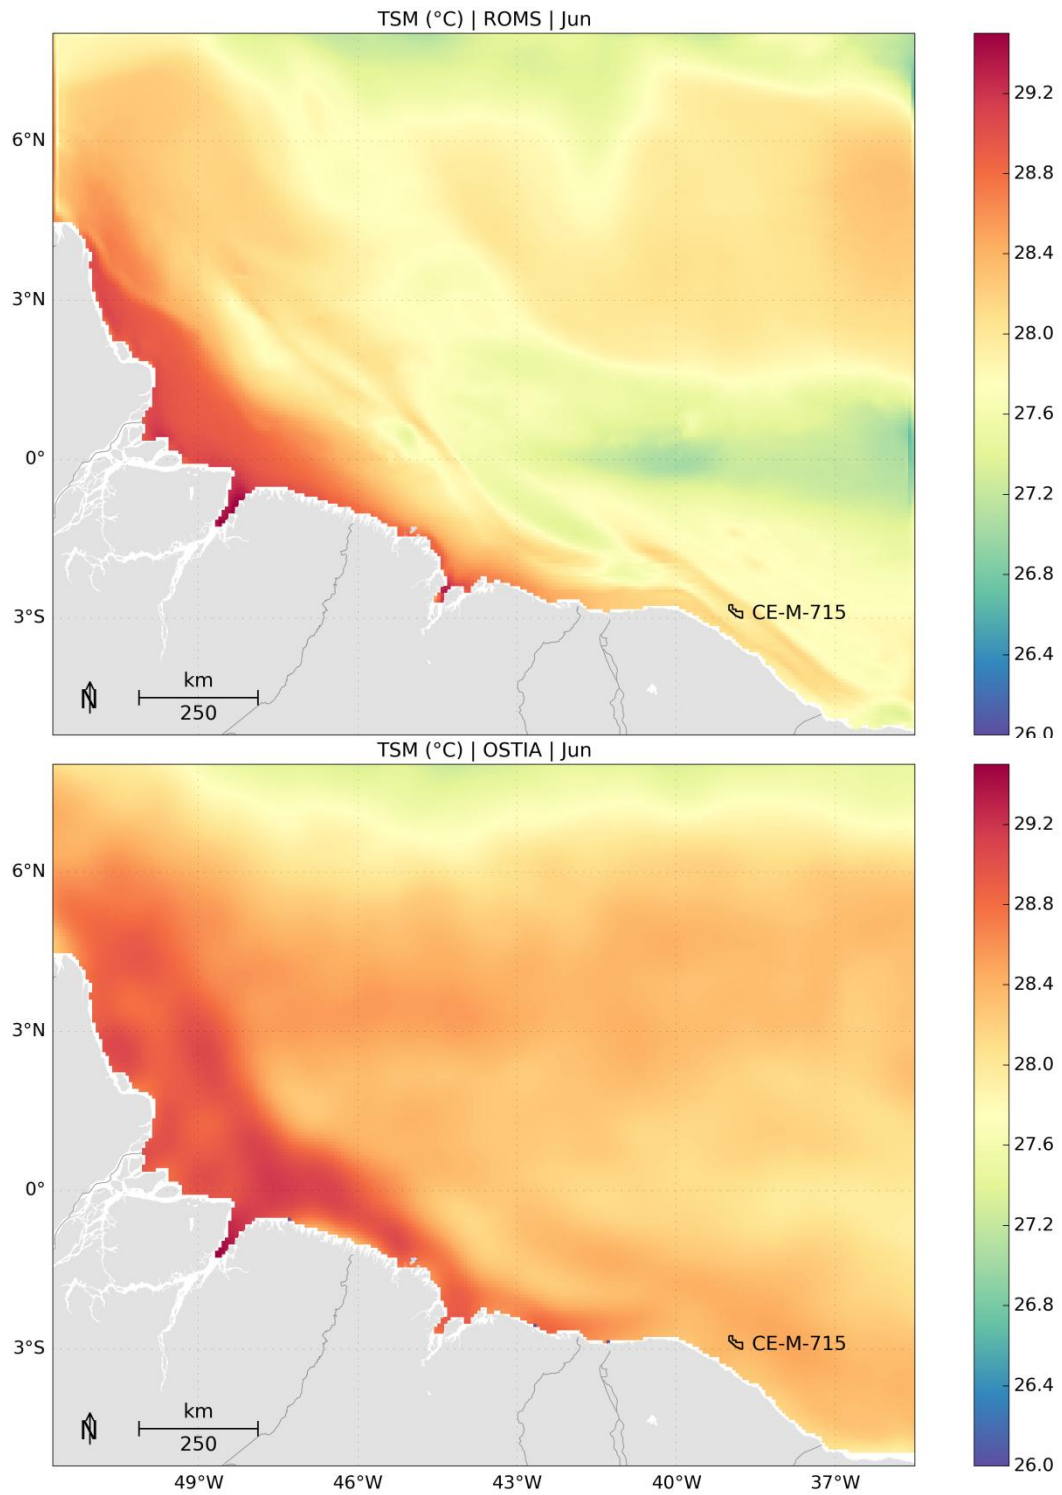 TSM (°C) | ROMS | Jun
6°N
3°N
0°
3°S
CE-M-715
N
km
250
29.2
28.8
28.4
28.0
27.6
27.2
26.8
26.4
26.0
TSM (°C) | OSTIA | Jun
6°N
3°N
0°
3°S
CE-M-715
N
km
250
49°W
46°W
43°W
40°W
37°W
29.2
28.8
28.4
28.0
27.6
27.2
26.8
26.4
26.0